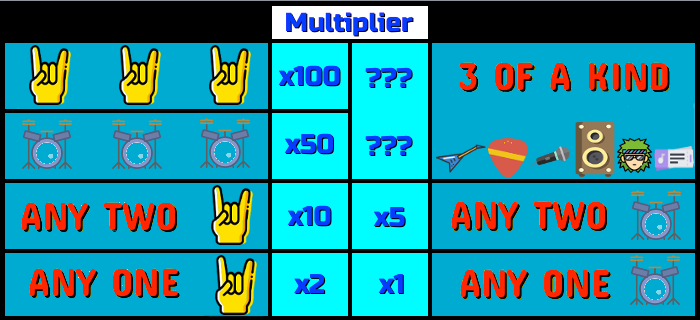 Multiplier
x100 ??? 3 OF A KIND
x50 ???
ANY TWO x10 x5 ANY TWO
ANY ONE x2 x1 ANY ONE